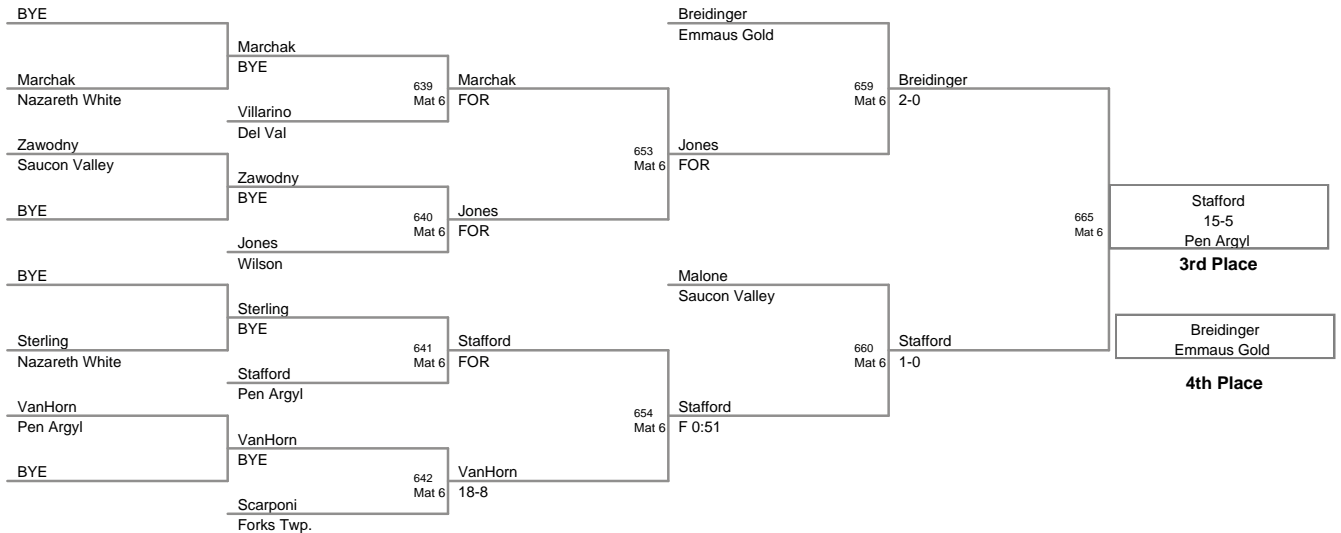 BYE
Marchak
Nazareth White
Zawodny
Saucon Valley
BYE
BYE
Sterling
Nazareth White
VanHorn
Pen Argyl
BYE
Marchak
BYE
639
Mat 6
Villarino
Del Val
Zawodny
BYE
640
Mat 6
Jones
Wilson
Sterling
BYE
641
Mat 6
Stafford
Pen Argyl
VanHorn
BYE
642
Mat 6
Scarponi
Forks Twp.
Marchak
FOR
653
Mat 6
Jones
FOR
Stafford
FOR
654
Mat 6
VanHorn
18-8
Breidinger
Emmaus Gold
659
Mat 6
Jones
FOR
Malone
Saucon Valley
660
Mat 6
Stafford
F 0:51
Breidinger
2-0
665
Mat 6
Stafford
1-0
Stafford
15-5
Pen Argyl
3rd Place
Breidinger
Emmaus Gold
4th Place